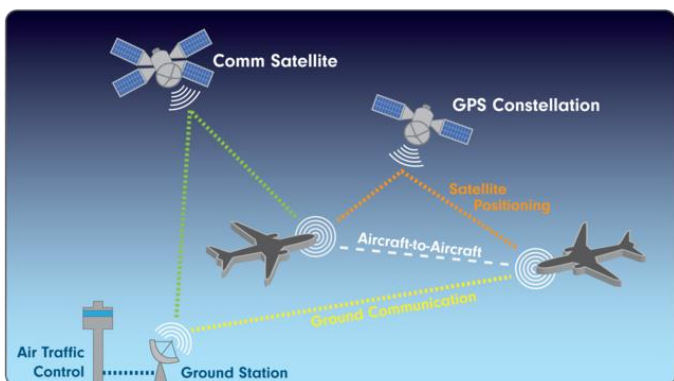 Comm Satellite
GPS Constellation
Satellite
Positioning
Aircraft-to-Aircraft
Ground Communication
Air Traffic
Control
Ground Station